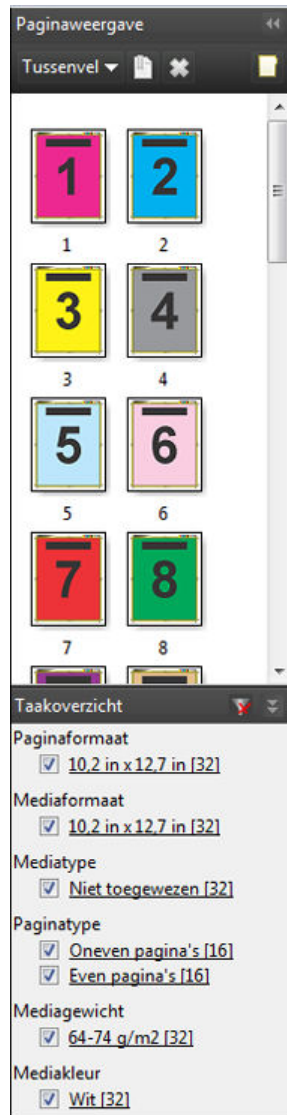 Paginaweergave
Tussenvel
1 2
1 2
3 4
3 4
5 6
5 6
7 8
7 8
Taakoverzicht
Paginaformaat
10,2 in x 12,7 in [32]
Mediaformaat
10,2 in x 12,7 in [32]
Mediatype
Niet toegewezen [32]
Paginatype
Oneven pagina's [16]
Even pagina's [16]
Mediagewicht
64-74 g/m2 [32]
Mediakleur
Wit [32]